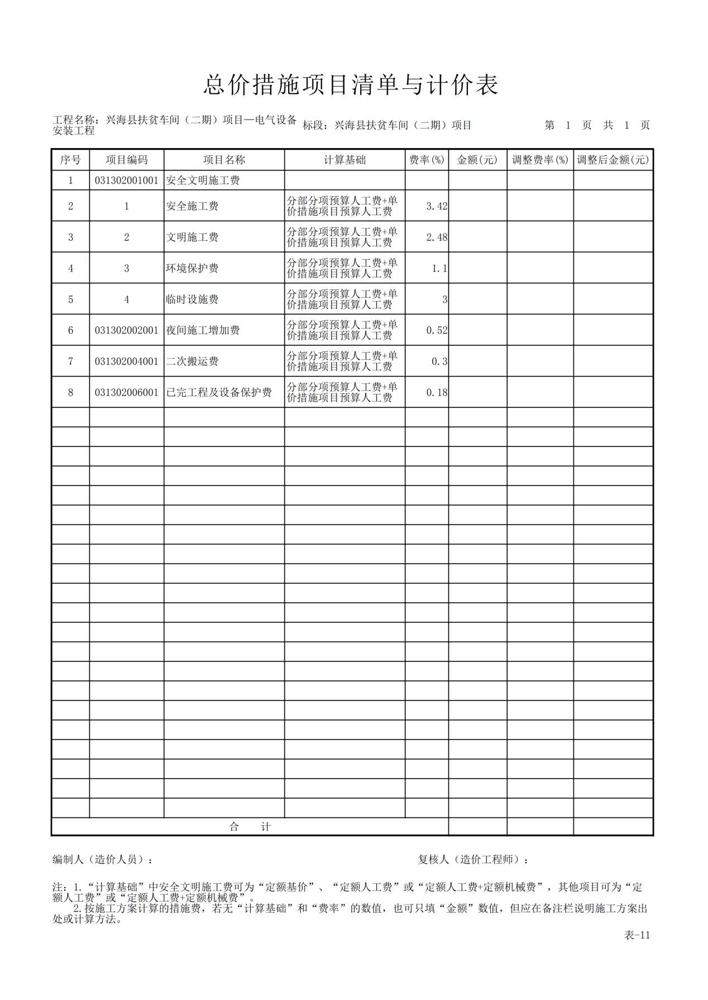 总价措施项目清单与计价表
工程名称：兴海县扶贫车间（二期）项目—电气设备
安装工程
标段：兴海县扶贫车间（二期）项目
第 1 页 共 1 页
序号 项目编码 项目名称 计算基础 费率(%) 金额(元) 调整费率(%) 调整后金额(元)
1 031302001001 安全文明施工费
2 1 安全施工费 分部分项预算人工费+单
价措施项目预算人工费 3.42
3 2 文明施工费 分部分项预算人工费+单
价措施项目预算人工费 2.48
4 3 环境保护费 分部分项预算人工费+单
价措施项目预算人工费 1.1
5 4 临时设施费 分部分项预算人工费+单
价措施项目预算人工费 3
6 031302002001 夜间施工增加费 分部分项预算人工费+单
价措施项目预算人工费 0.52
7 031302004001 二次搬运费 分部分项预算人工费+单
价措施项目预算人工费 0.3
8 031302006001 已完工程及设备保护费 分部分项预算人工费+单
价措施项目预算人工费 0.18
合 计
编制人（造价人员）： 复核人（造价工程师）：
注：1.“计算基础”中安全文明施工费可为“定额基价”、“定额人工费”或“定额人工费+定额机械费”，其他项目可为“定
额人工费”或“定额人工费+定额机械费”。
2.按施工方案计算的措施费，若无“计算基础”和“费率”的数值，也可只填“金额”数值，但应在备注栏说明施工方案出
处或计算方法。
表-11